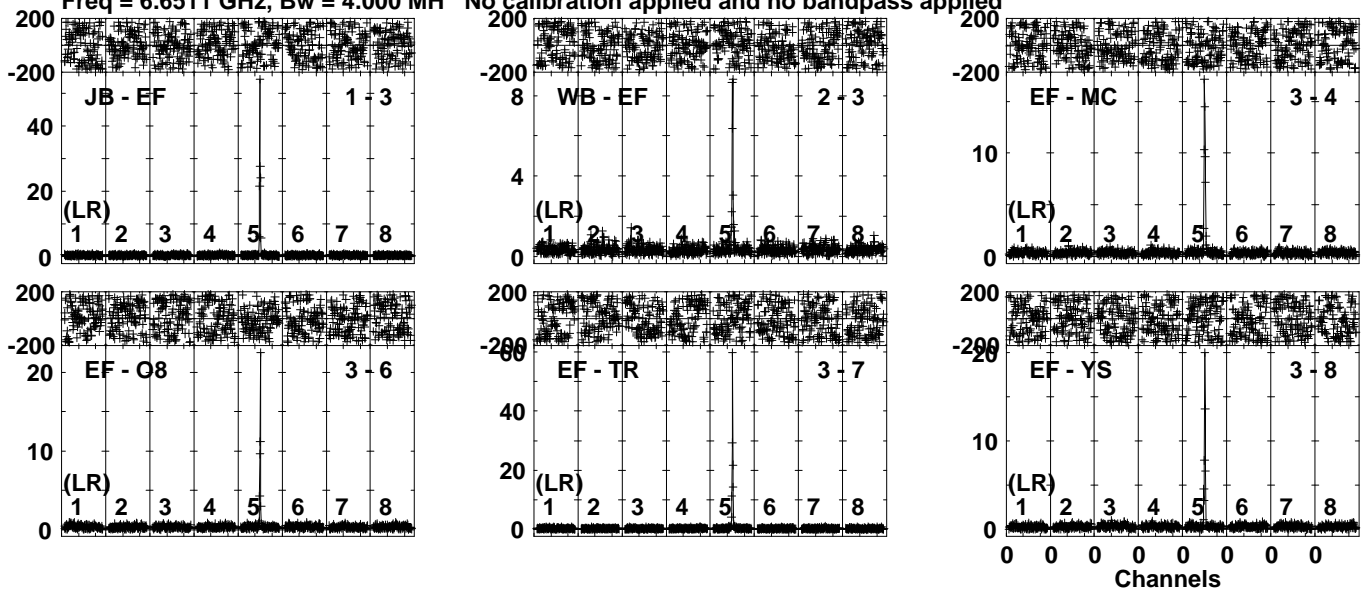 Freq = 6.6511 GHz, Bw = 4.000 MH No calibration applied and no bandpass applied
200
-200
JB - EF 1 - 3
40
20
0
(LR)
1 2 3 4 5 6 7 8
200
-200
WB - EF 2 - 3
8
4
0
(LR)
1 2 3 4 5 6 7 8
200
-200
EF - MC 3 - 4
10
0
(LR)
1 2 3 4 5 6 7 8
200
-200
EF - O8 3 - 6
20
10
0
(LR)
1 2 3 4 5 6 7 8
200
-200
60
EF - TR 3 - 7
40
20
0
(LR)
1 2 3 4 5 6 7 8
200
-200
20
EF - YS 3 - 8
10
0
(LR)
1 2 3 4 5 6 7 8
0 0 0 0 0 0 0 0
Channels